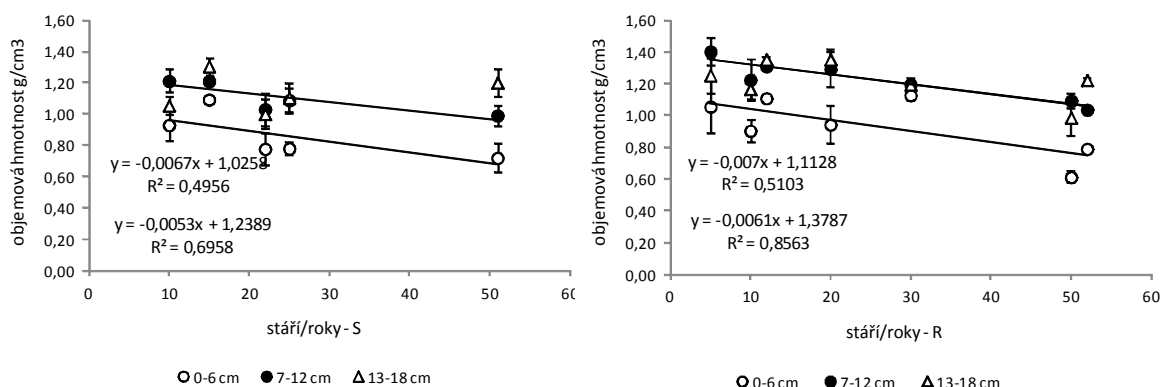 objemová hmotnost g/cm3
1,60
1,40
1,20
1,00
0,80
0,60
0,40
0,20
0,00
y = -0,0067x + 1,0258
R² = 0,4956
y = -0,0053x + 1,2389
R² = 0,6958
0 10 20 30 40 50 60
stáří/roky - S
0-6 cm 7-12 cm 13-18 cm
objemová hmotnost g/cm3
1,60
1,40
1,20
1,00
0,80
0,60
0,40
0,20
0,00
y = -0,007x + 1,1128
R² = 0,5103
y = -0,0061x + 1,3787
R² = 0,8563
0 10 20 30 40 50 60
stáří/roky - R
0-6 cm 7-12 cm 13-18 cm